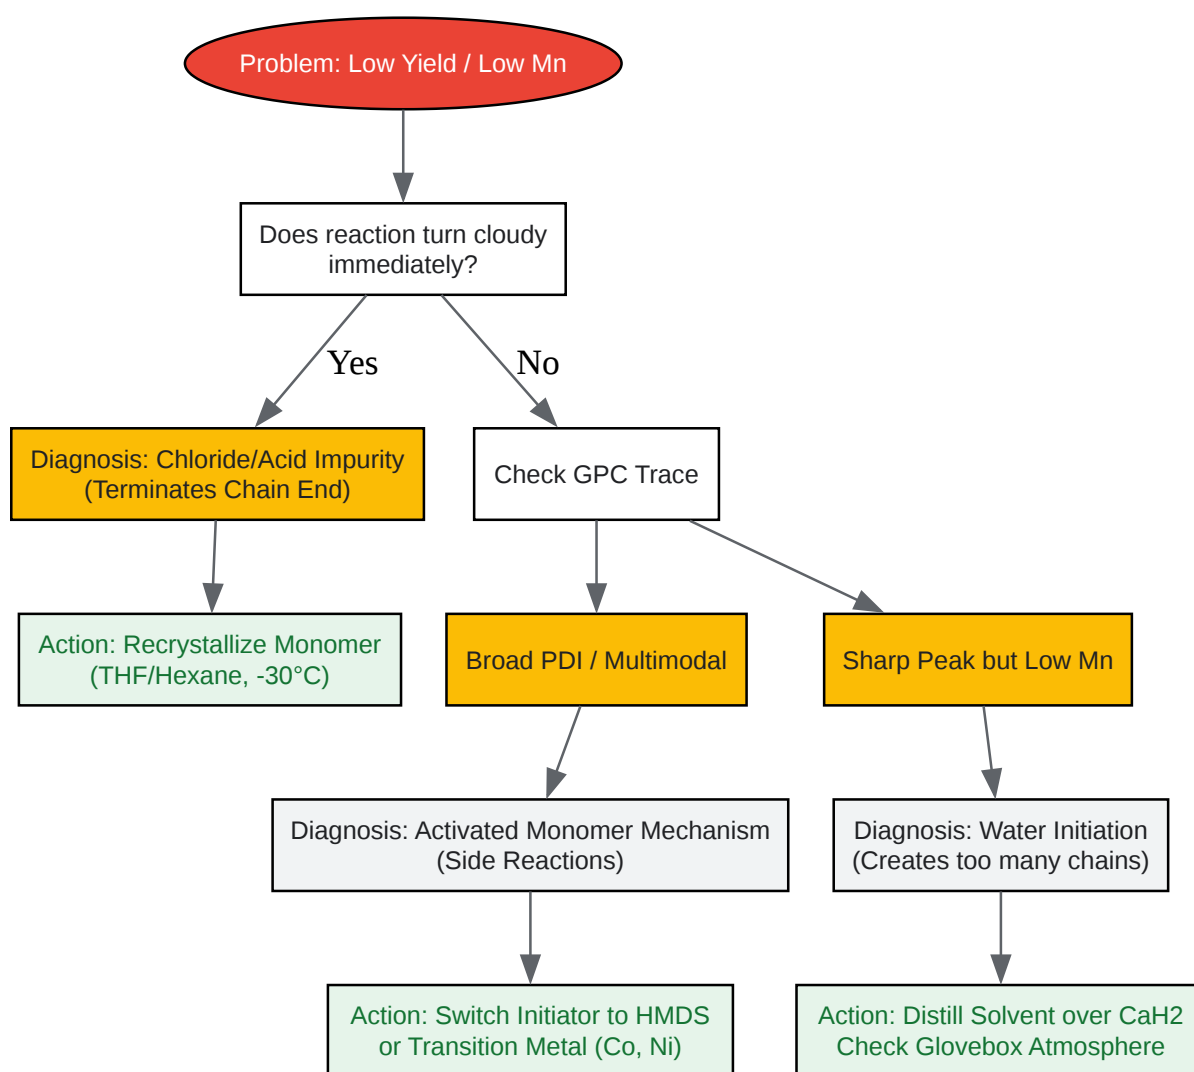 Problem: Low Yield / Low Mn
Does reaction turn cloudy
immediately?
Yes
No
Diagnosis: Chloride/Acid Impurity
(Terminates Chain End)
Check GPC Trace
Action: Recrystallize Monomer
(THF/Hexane, -30°C)
Broad PDI / Multimodal
Sharp Peak but Low Mn
Diagnosis: Activated Monomer Mechanism
(Side Reactions)
Diagnosis: Water Initiation
(Creates too many chains)
Action: Switch Initiator to HMDS
or Transition Metal (Co, Ni)
Action: Distill Solvent over CaH2
Check Glovebox Atmosphere